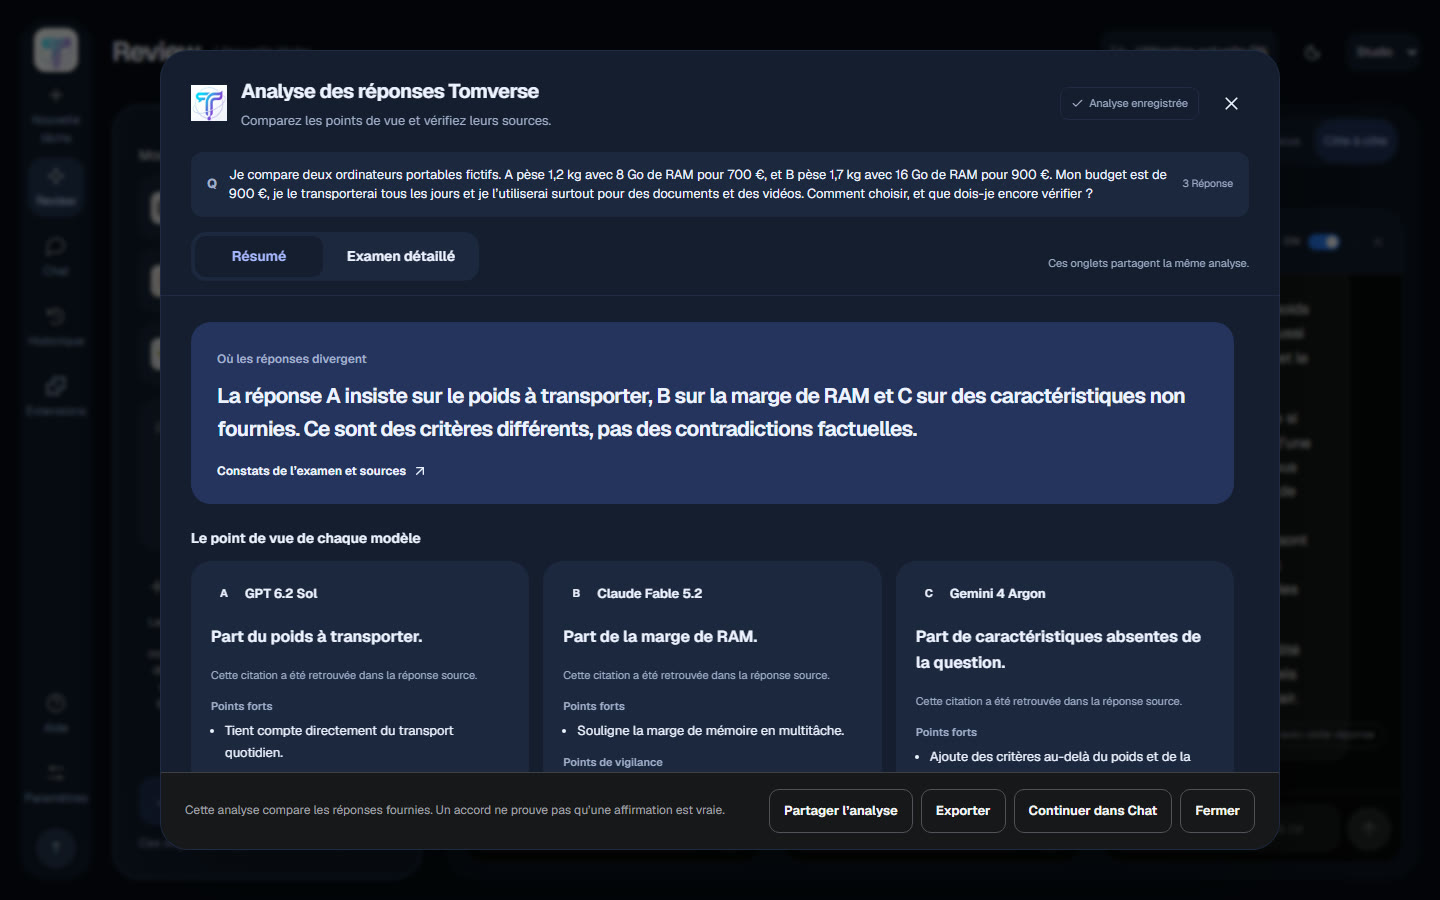 Review
Analyse des réponses Tomverse
Comparez les points de vue et vérifiez leurs sources.
Analyse enregistrée
Q
Je compare deux ordinateurs portables fictifs. A pèse 1,2 kg avec 8 Go de RAM pour 700 €, et B pèse 1,7 kg avec 16 Go de RAM pour 900 €. Mon budget est de
900 €, je le transporterai tous les jours et je l’utiliserai surtout pour des documents et des vidéos. Comment choisir, et que dois-je encore vérifier ?
3 Réponse
Résumé
Examen détaillé
Ces onglets partagent la même analyse.
Où les réponses divergent
La réponse A insiste sur le poids à transporter, B sur la marge de RAM et C sur des caractéristiques non
fournies. Ce sont des critères différents, pas des contradictions factuelles.
Constats de l’examen et sources
Le point de vue de chaque modèle
A GPT 6.2 Sol
Part du poids à transporter.
Cette citation a été retrouvée dans la réponse source.
Points forts
• Tient compte directement du transport
quotidien.
B Claude Fable 5.2
Part de la marge de RAM.
Cette citation a été retrouvée dans la réponse source.
Points forts
• Souligne la marge de mémoire en multitâche.
Points de vigilance
C Gemini 4 Argon
Part de caractéristiques absentes de
la question.
Cette citation a été retrouvée dans la réponse source.
Points forts
• Ajoute des critères au-delà du poids et de la
Cette analyse compare les réponses fournies. Un accord ne prouve pas qu’une affirmation est vraie.
Partager l’analyse
Exporter
Continuer dans Chat
Fermer
Nouvelle
tâche
Review
Chat
Historique
Extensions
Aide
Paramètres
Studio
Côte à côte